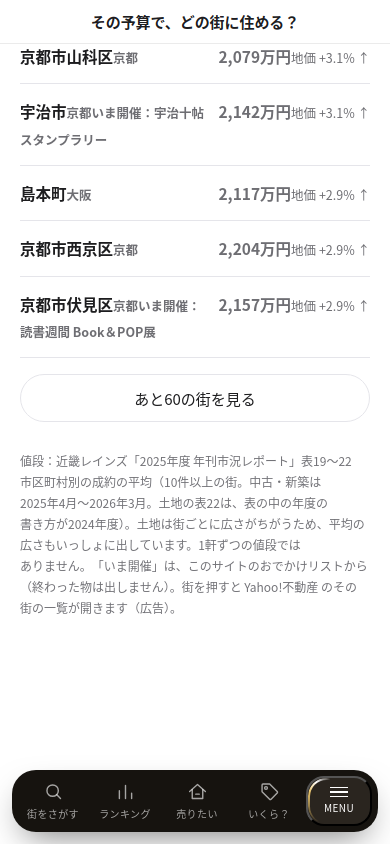 その予算で、どの街に住める？
京都市山科区京都 2,079万円地価 +3.1% ↑
宇治市京都いま開催：宇治十帖 2,142万円地価 +3.1% ↑
スタンプラリー
島本町大阪 2,117万円地価 +2.9% ↑
京都市西京区京都 2,204万円地価 +2.9% ↑
京都市伏見区京都いま開催： 2,157万円地価 +2.9% ↑
読書週間 Book＆POP展
あと60の街を見る
値段：近畿レインズ「2025年度 年刊市況レポート」表19〜22
市区町村別の成約の平均（10件以上の街。中古・新築は
2025年4月〜2026年3月。土地の表22は、表の中の年度の
書き方が2024年度）。土地は街ごとに広さがちがうため、平均の
広さもいっしょに出しています。1軒ずつの値段では
ありません。「いま開催」は、このサイトのおでかけリストから
（終わった物は出しません）。街を押すと Yahoo!不動産 のその
街の一覧が開きます（広告）。
街をさがす ランキング 売りたい いくら？ MENU